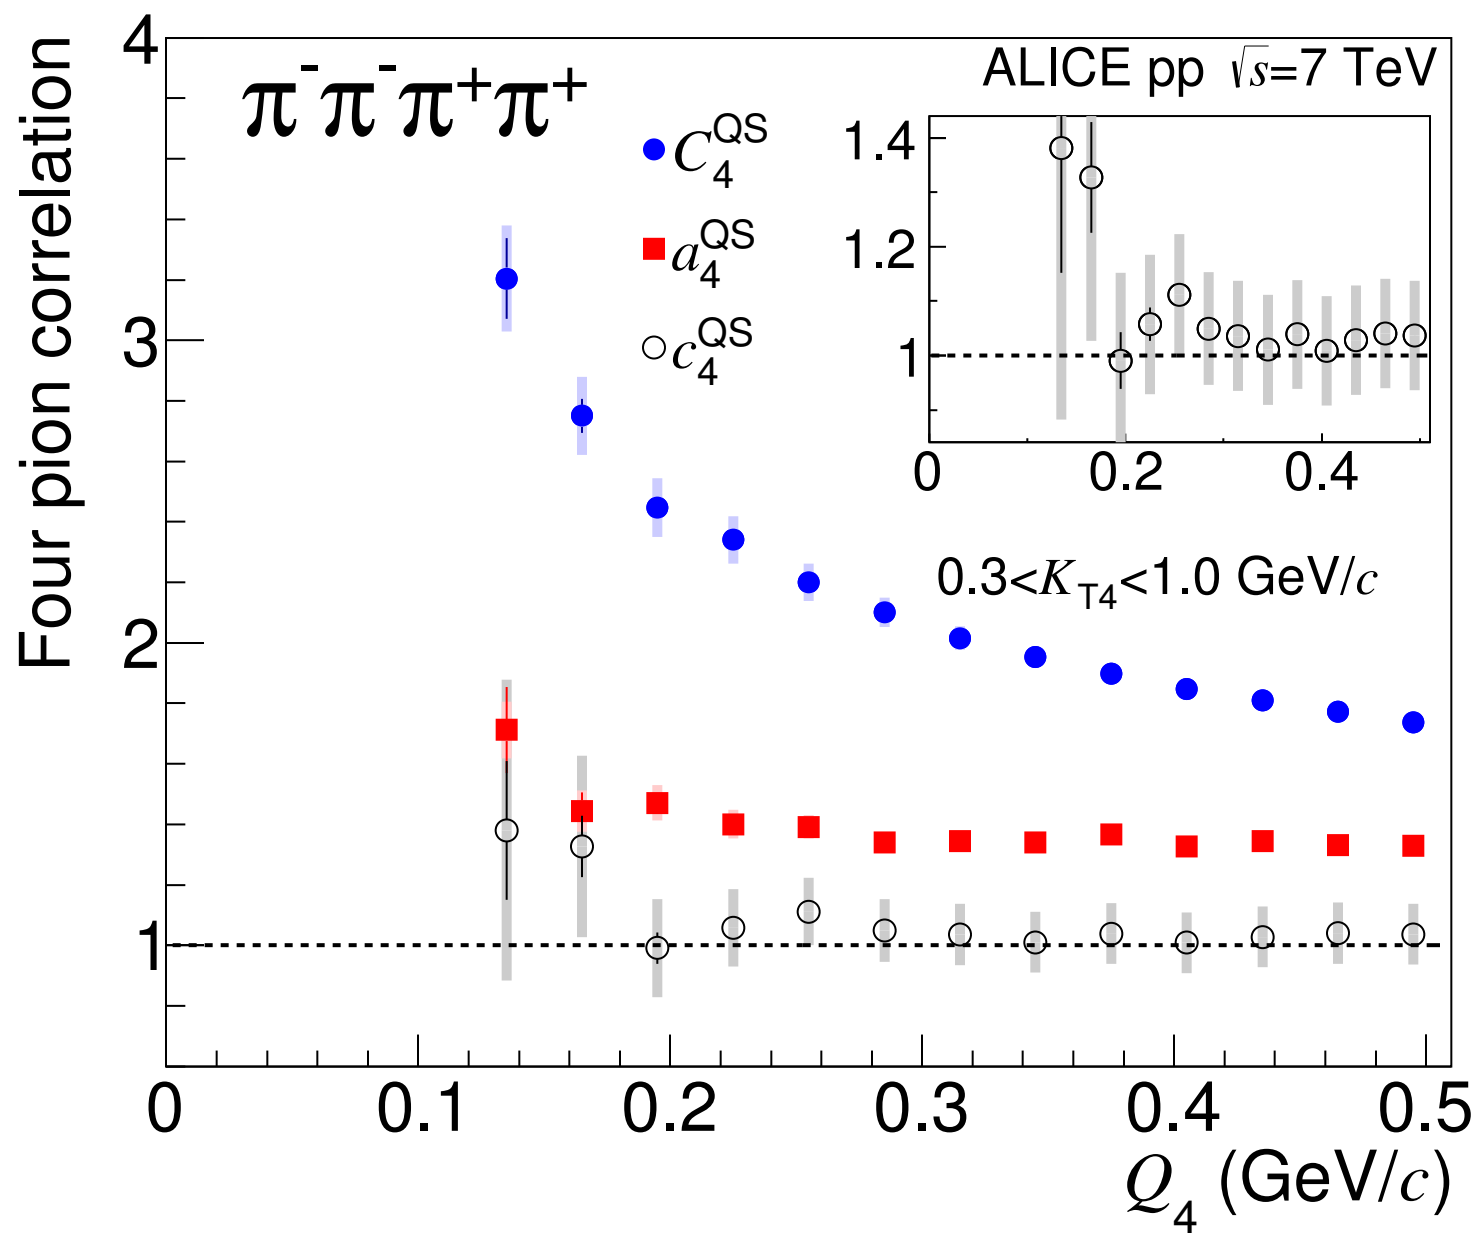 Four pion correlation
4
3
2
1
π⁻π⁻π⁺π⁺
C₄^QS
a₄^QS
c₄^QS
ALICE pp √s=7 TeV
1.4
1.2
1
0 0.2 0.4
0.3<K_T4<1.0 GeV/c
0 0.1 0.2 0.3 0.4 0.5
Q₄ (GeV/c)